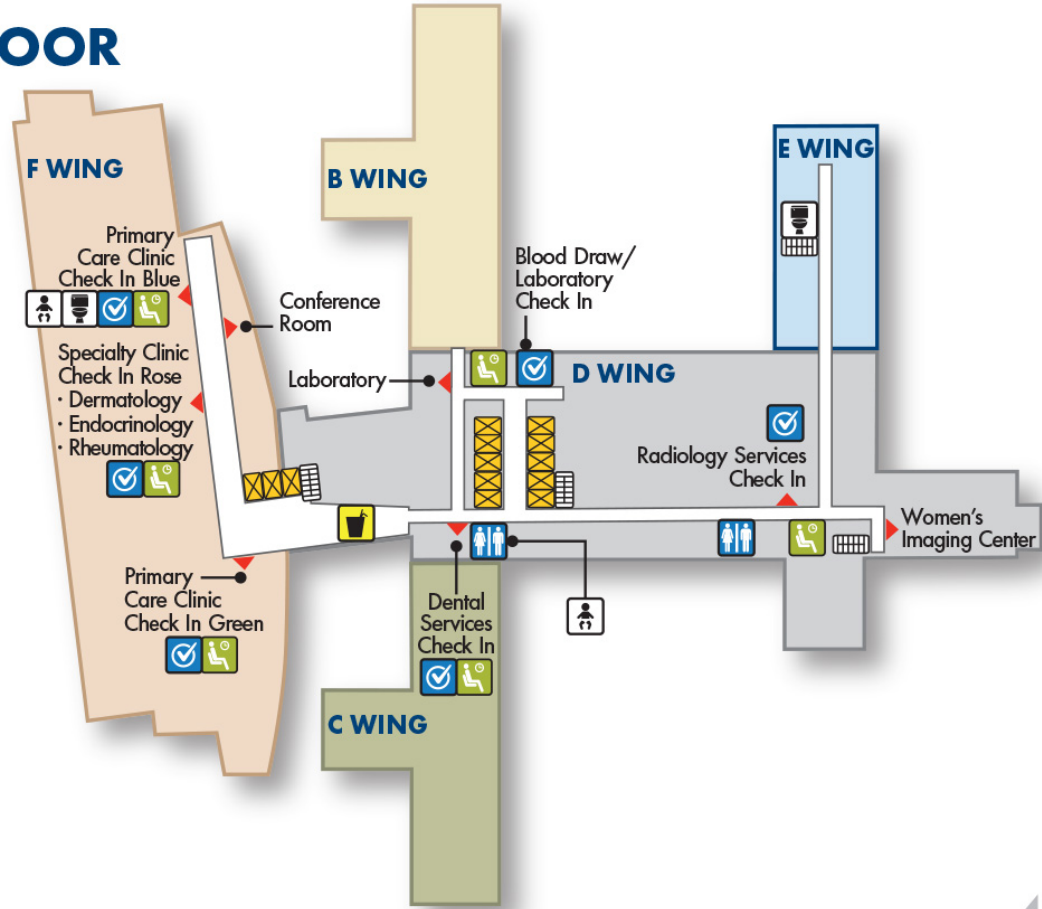 OOR
F WING
B WING
E WING
Primary
Care Clinic
Check In Blue
Conference
Room
Blood Draw/
Laboratory
Check In
Specialty Clinic
Check In Rose
· Dermatology
· Endocrinology
· Rheumatology
Laboratory
D WING
Radiology Services
Check In
Women's
Imaging Center
Primary
Care Clinic
Check In Green
Dental
Services
Check In
C WING